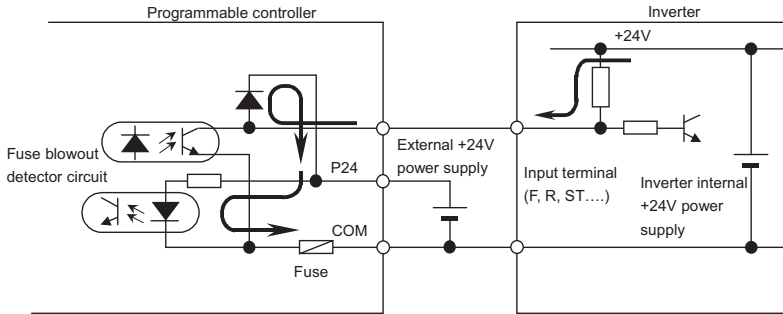 Programmable controller
Inverter
+24V
Fuse blowout
detector circuit
P24
External +24V
power supply
Input terminal
(F, R, ST....)
Inverter internal
+24V power
supply
COM
Fuse